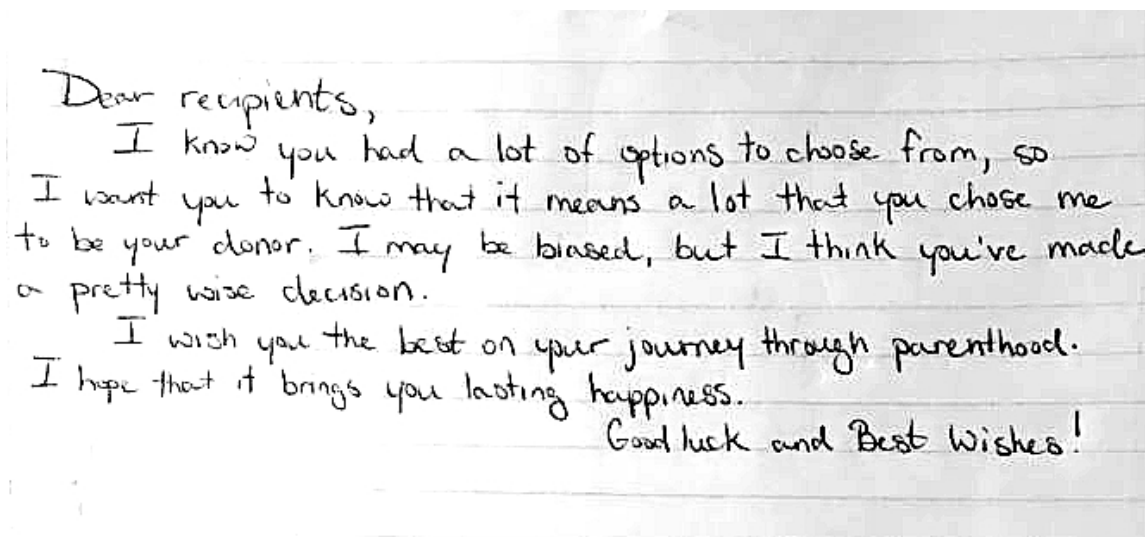 Dear recipients,
I know you had a lot of options to choose from, so
I want you to know that it means a lot that you chose me
to be your donor. I may be biased, but I think you've made
a pretty wise decision.
I wish you the best on your journey through parenthood.
I hope that it brings you lasting happiness.
Good luck and Best Wishes!